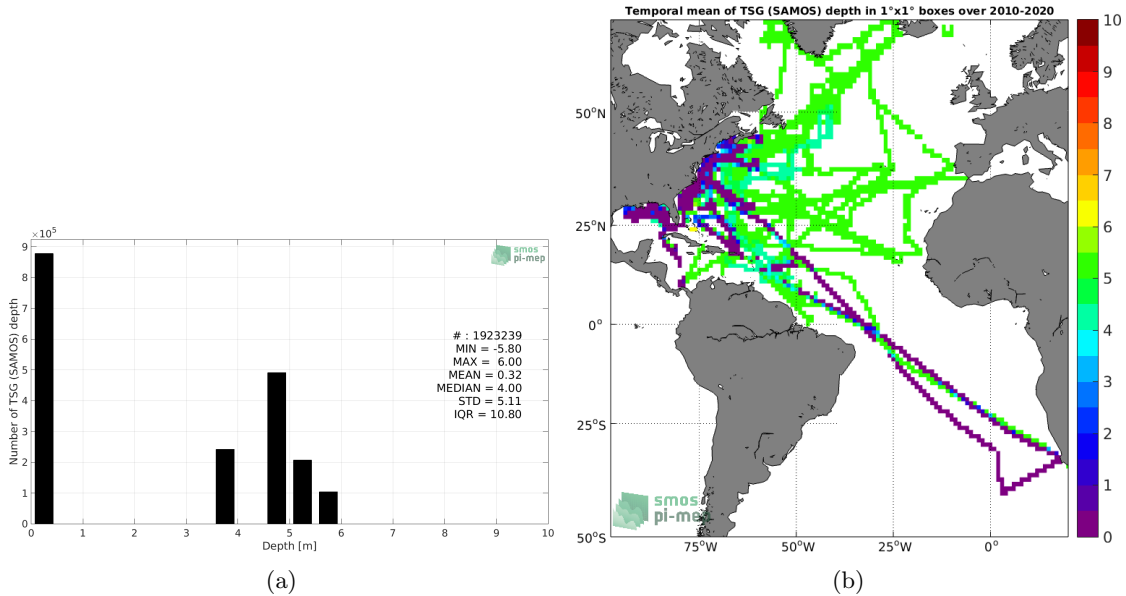 Temporal mean of TSG (SAMOS) depth in 1°x1° boxes over 2010-2020
×10⁵
9
8
7
6
5
4
3
2
1
0
Number of TSG (SAMOS) depth
0 1 2 3 4 5 6 7 8 9 10
Depth [m]
smos
pi-mep
# : 1923239
MIN = -5.80
MAX = 6.00
MEAN = 0.32
MEDIAN = 4.00
STD = 5.11
IQR = 10.80
(a)
50°N
25°N
0°
25°S
50°S
75°W 50°W 25°W 0°
smos
pi-mep
10
9
8
7
6
5
4
3
2
1
0
(b)